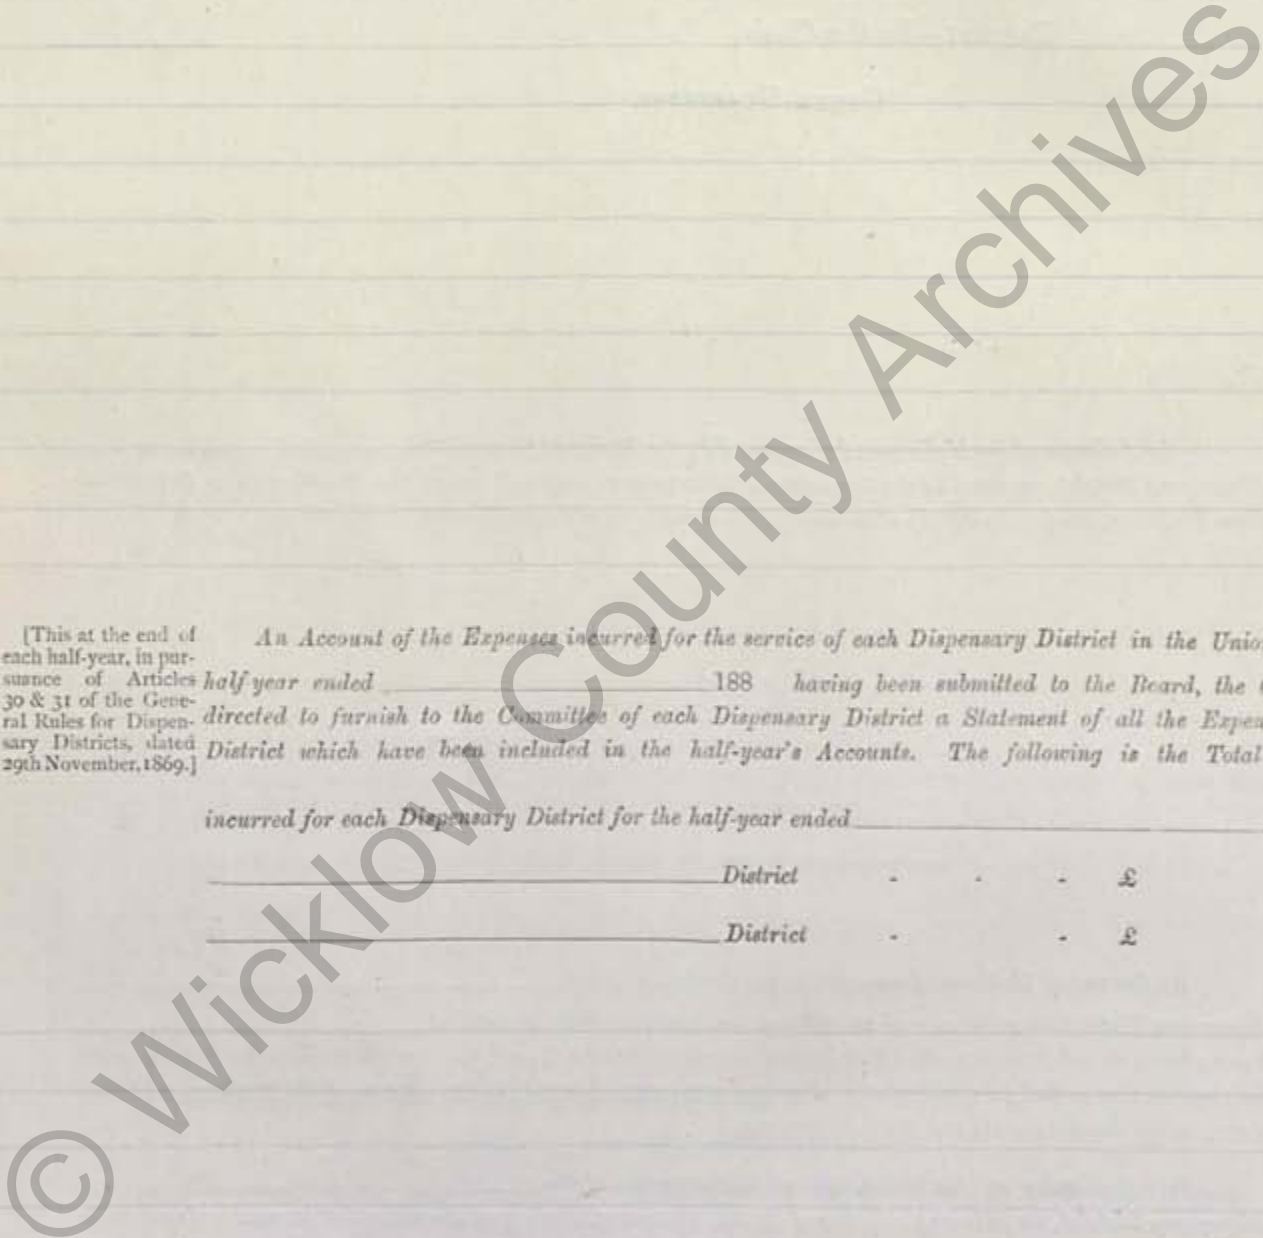 [This at the end of
each half-year, in pur-
suance of Articles
30 & 31 of the Gene-
ral Rules for Dispen-
sary Districts, dated
29th November, 1869.]
An Account of the Expenses incurred for the service of each Dispensary District in the Unio
half year ended 188 having been submitted to the Board, the
directed to furnish to the Committee of each Dispensary District a Statement of all the Expen
District which have been included in the half-year's Accounts. The following is the Total
incurred for each Dispensary District for the half-year ended
District - - - £
District - - £
© Wicklow County Archives